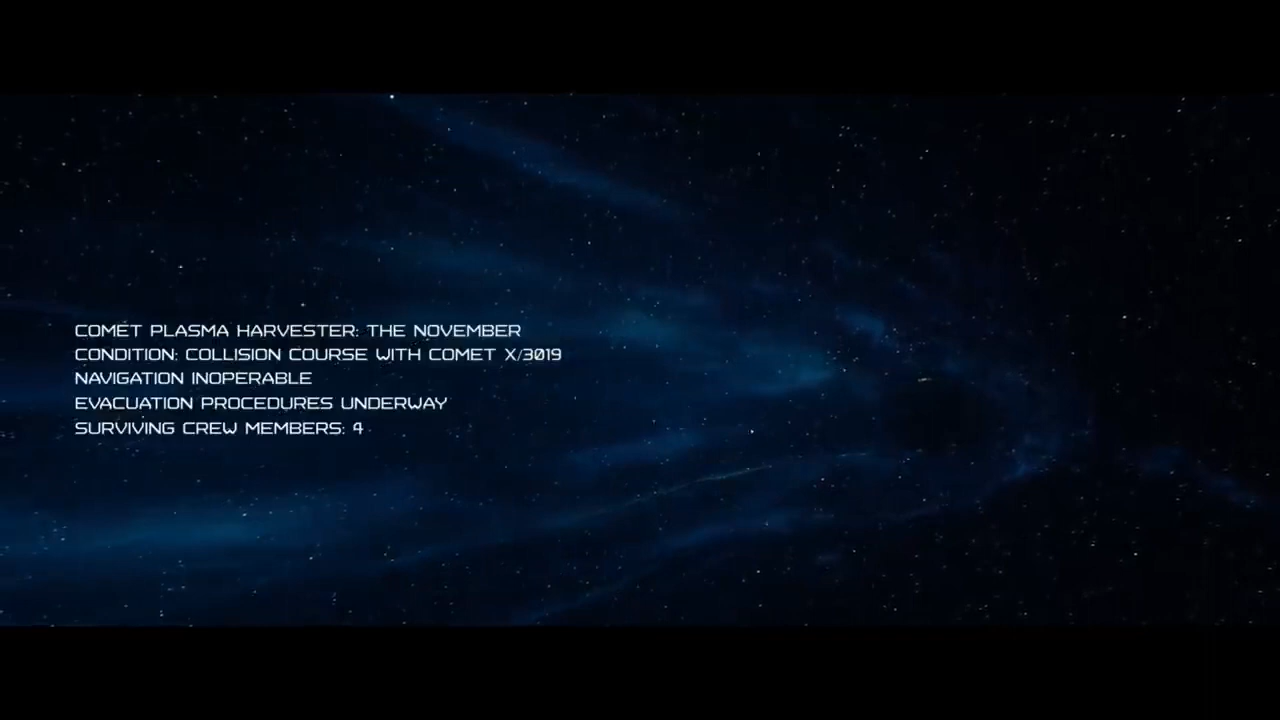 COMET PLASMA HARVESTER: THE NOVEMBER
CONDITION: COLLISION COURSE WITH COMET X/3019
NAVIGATION INOPERABLE
EVACUATION PROCEDURES UNDERWAY
SURVIVING CREW MEMBERS: 4